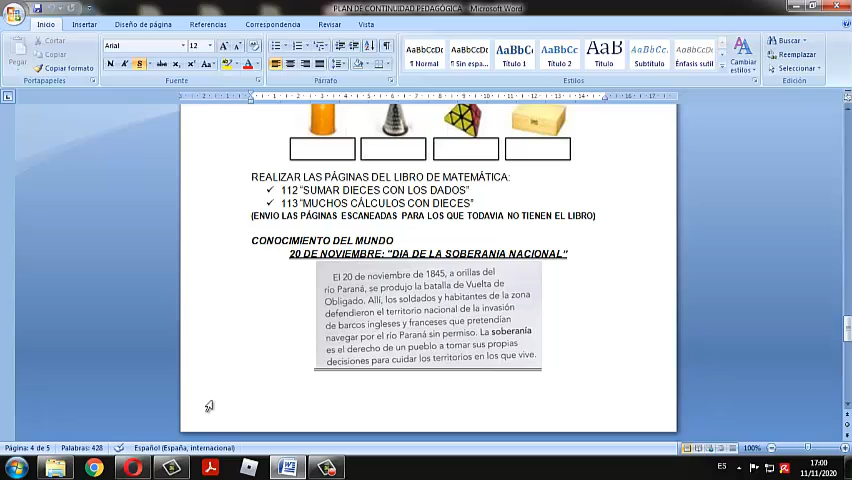 PLAN DE CONTINUIDAD PEDAGÓGICA - Microsoft Word
Inicio Insertar Diseño de página Referencias Correspondencia Revisar Vista
Cortar
Copiar
Copiar formato
Pegar
Portapapeles
Arial 12
Fuente
Párrafo
AaBbCcDc AaBbCcDc AaBbC AaBbCc AaB AaBbCc. AaBbCcDc
¶ Normal ¶ Sin espa... Título 1 Título 2 Título Subtítulo Énfasis sutil
Cambiar estilos
Estilos
Buscar
Reemplazar
Seleccionar
Edición
REALIZAR LAS PÁGINAS DEL LIBRO DE MATEMÁTICA:
✓ 112 "SUMAR DIECES CON LOS DADOS"
✓ 113 "MUCHOS CÁLCULOS CON DIECES"
(ENVIO LAS PÁGINAS ESCANEADAS PARA LOS QUE TODAVIA NO TIENEN EL LIBRO)
CONOCIMIENTO DEL MUNDO
20 DE NOVIEMBRE: "DIA DE LA SOBERANIA NACIONAL"
El 20 de noviembre de 1845, a orillas del
río Paraná, se produjo la batalla de Vuelta de
Obligado. Allí, los soldados y habitantes de la zona
defendieron el territorio nacional de la invasión
de barcos ingleses y franceses que pretendían
navegar por el río Paraná sin permiso. La soberanía
es el derecho de un pueblo a tomar sus propias
decisiones para cuidar los territorios en los que vive.
Página: 4 de 5 Palabras: 428 Español (España, internacional) 100%
ES 17:00
11/11/2020